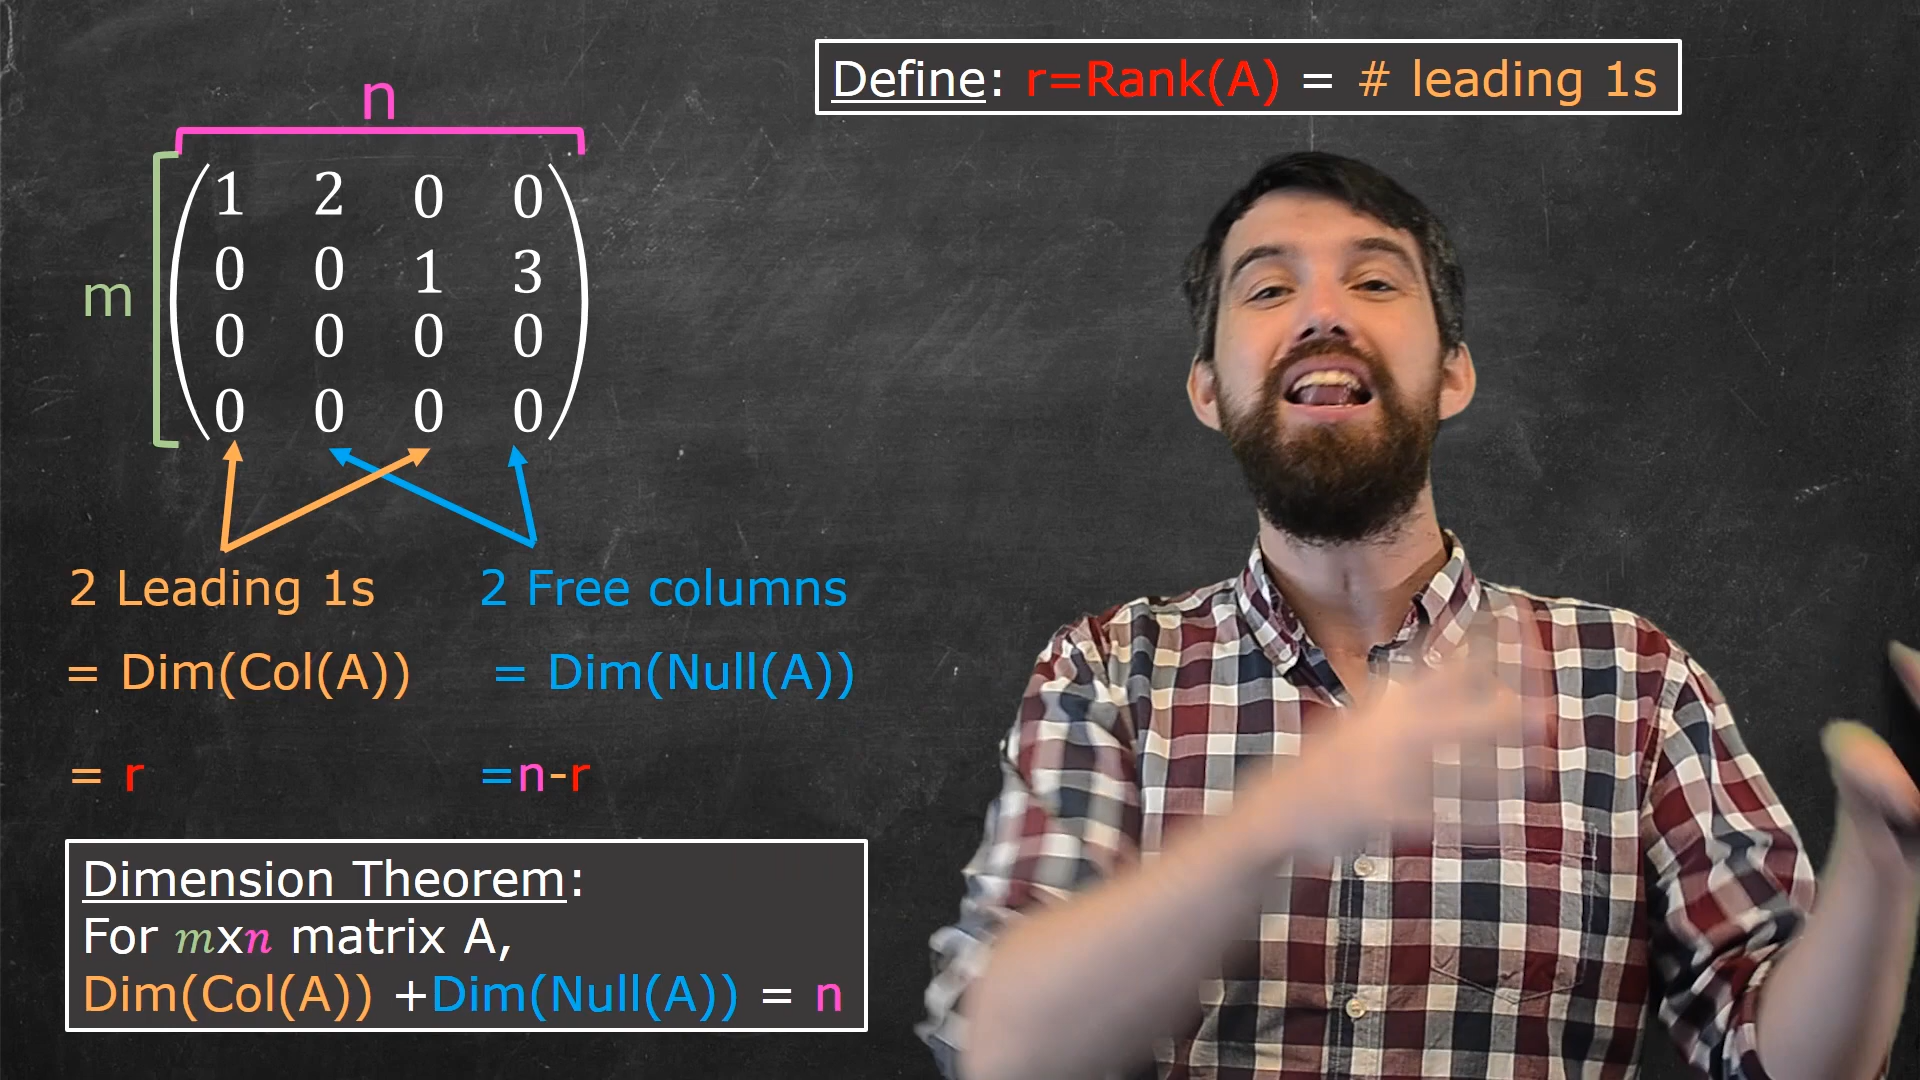 Define: r=Rank(A) = # leading 1s
n
m
1 2 0 0
0 0 1 3
0 0 0 0
0 0 0 0
2 Leading 1s
= Dim(Col(A))
= r
2 Free columns
= Dim(Null(A))
=n-r
Dimension Theorem:
For mxn matrix A,
Dim(Col(A)) +Dim(Null(A)) = n